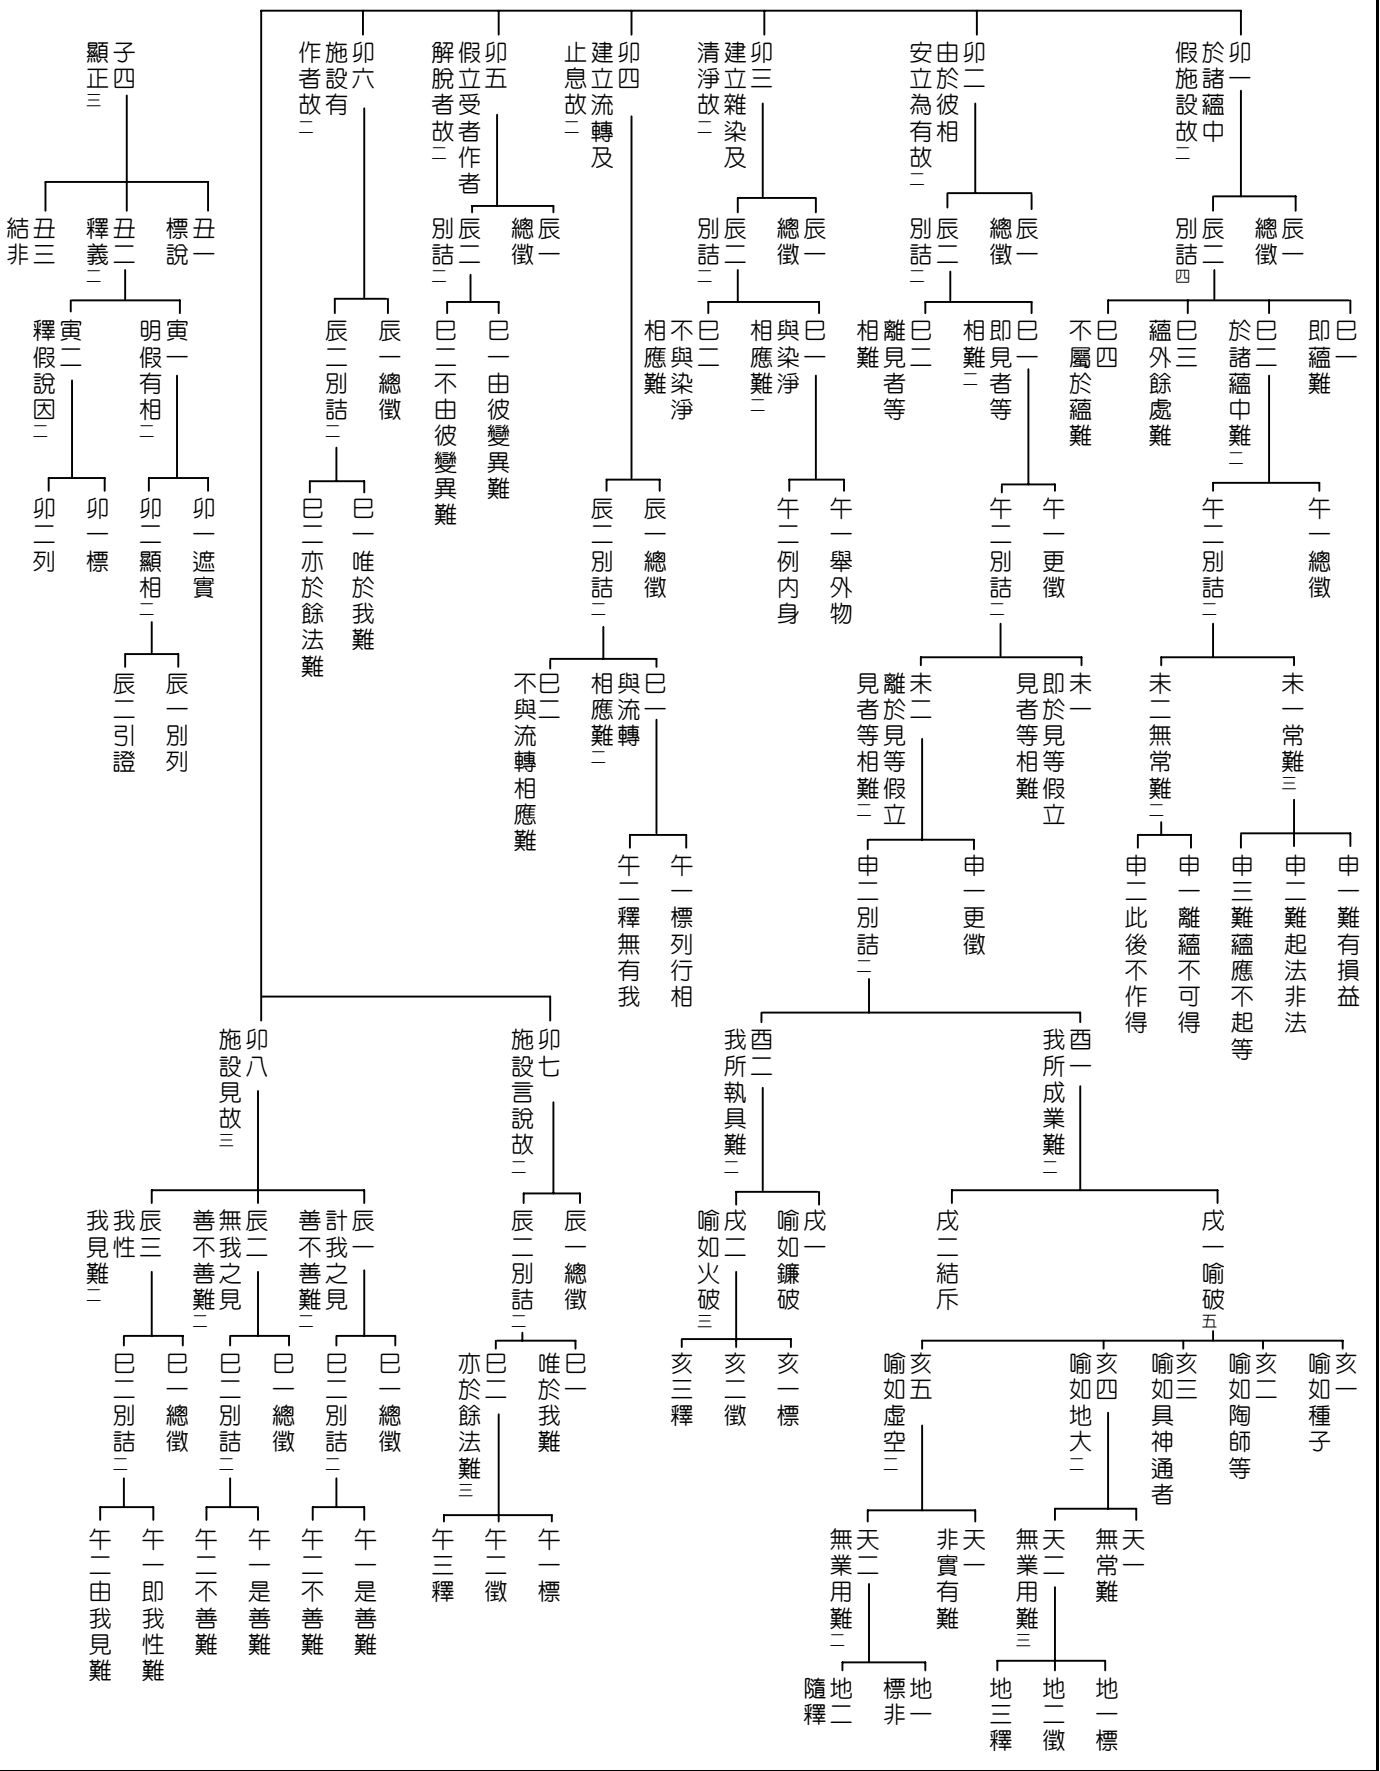 卯一
於諸蘊中
假施設故二
卯二
由於彼相
安立為有故二
卯三
建立雜染及
清淨故二
卯四
建立流轉及
止息故二
卯五
假立受者作者
解脫者故二
卯六
施設有
作者故二
子四
顯正三
辰一
總徵
辰二
別詰四
辰一
總徵
辰二
別詰二
辰一
總徵
辰二
別詰二
辰一
總徵
辰二
別詰二
丑一
標說
丑二
釋義二
丑三
結非
巳一
即蘊難
巳二
於諸蘊中難二
巳三
蘊外餘處難
巳四
不屬於蘊難
巳一
即見者等
相難二
巳二
離見者等
相難
巳一
與染淨
相應難二
巳二
不與染淨
相應難
巳一由彼變異難
巳二不由彼變異難
辰一總徵
辰二別詰二
寅一
明假有相二
寅二
釋假說因二
午一總徵
午二別詰二
午一更徵
午二別詰二
午一舉外物
午二例內身
辰一總徵
辰二別詰二
巳一唯於我難
巳二亦於餘法難
卯一遮實
卯二顯相二
卯一標
卯二列
未一常難三
未二無常難二
未一
即於見等假立
見者等相難
未二
離於見等假立
見者等相難二
巳一
與流轉
相應難二
巳二
不與流轉相應難
辰一別列
辰二引證
申一難有損益
申二難起法非法
申三難蘊應不起等
申一離蘊不可得
申二此後不作得
申一更徵
申二別詰二
午一標列行相
午二釋無有我
酉一
我所成業難二
酉二
我所執具難二
卯七
施設言說故二
卯八
施設見故三
戌一喻破五
戌二結斥
戌一
喻如鐮破
戌二
喻如火破三
辰一總徵
辰二別詰二
辰一
計我之見
善不善難二
辰二
無我之見
善不善難二
辰三
我性
我見難二
亥一
喻如種子
亥二
喻如陶師等
亥三
喻如具神通者
亥四
喻如地大二
亥五
喻如虛空二
亥一標
亥二徵
亥三釋
巳一
唯於我難
巳二
亦於餘法難三
巳一總徵
巳二別詰二
巳一總徵
巳二別詰二
巳一總徵
巳二別詰二
天一
無常難
天二
無業用難三
天一
非實有難
天二
無業用難二
午一標
午二徵
午三釋
午一是善難
午二不善難
午一是善難
午二不善難
午一即我性難
午二由我見難
地一標
地二徵
地三釋
地一
標非
地二
隨釋